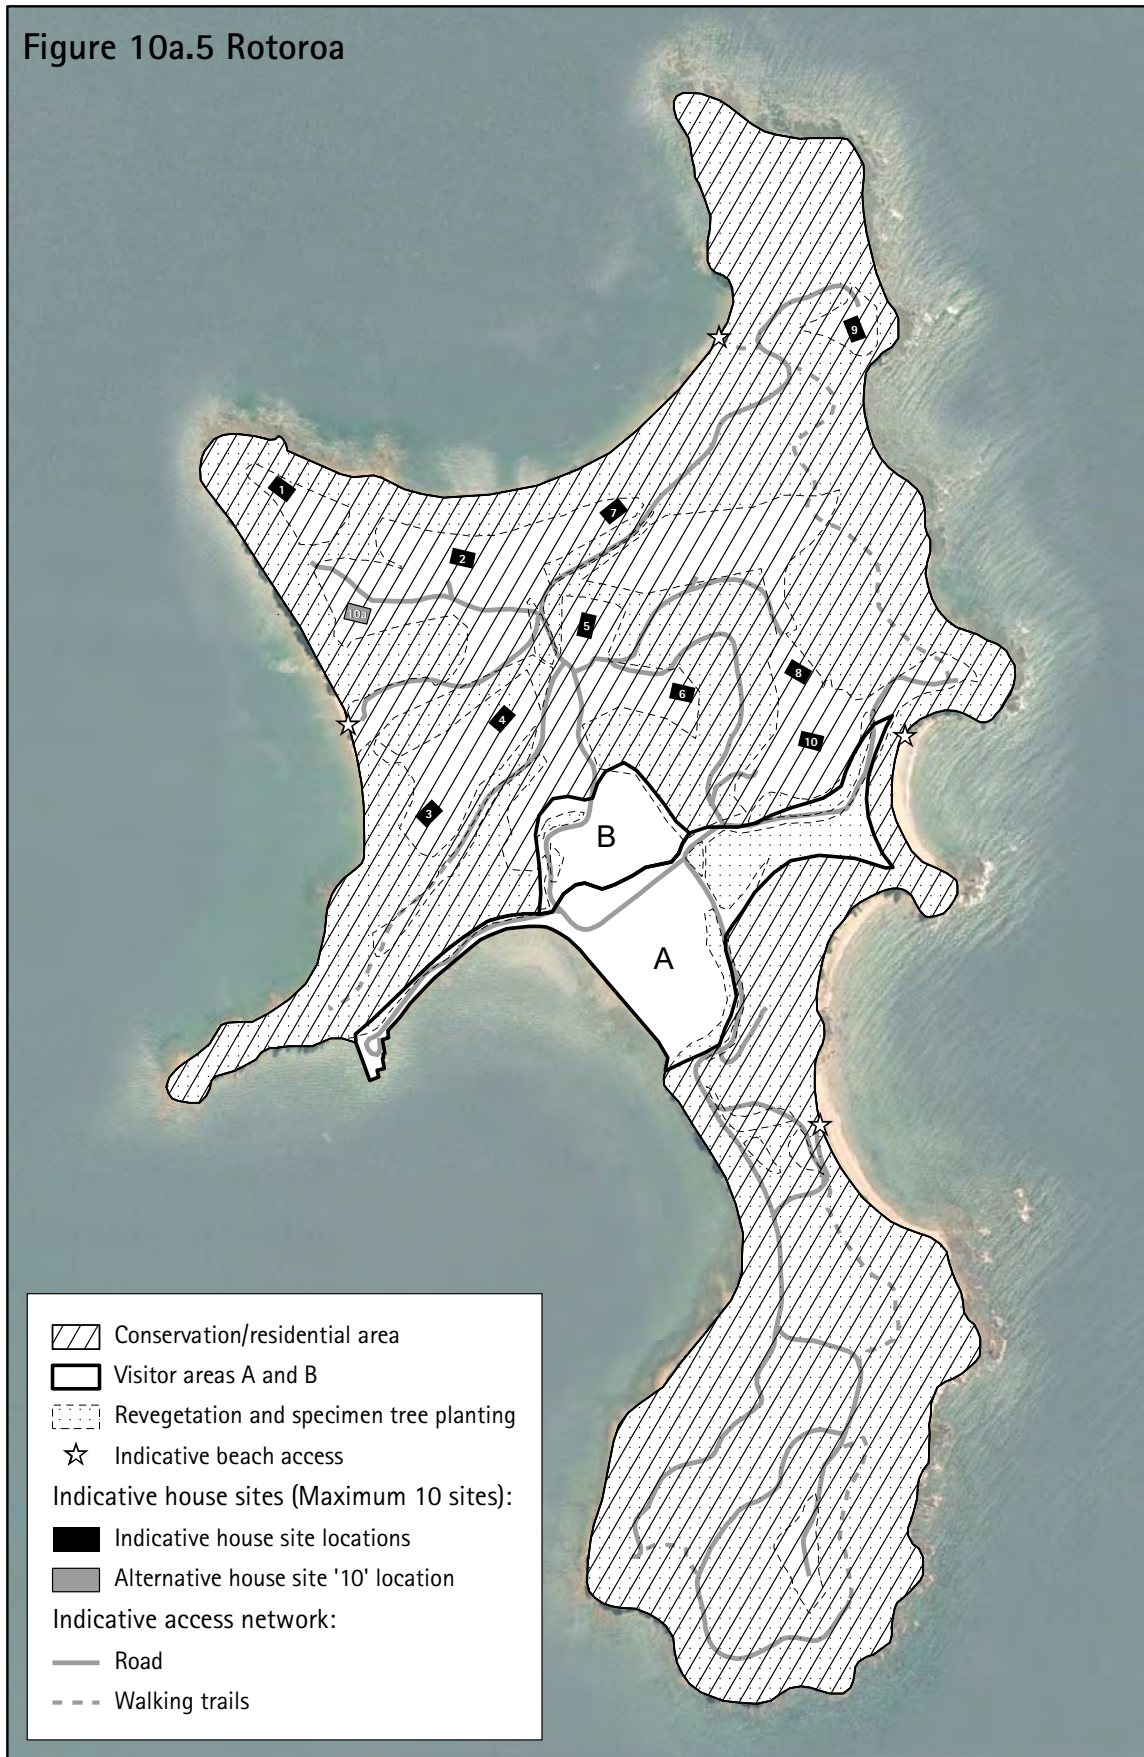 Figure 10a.5 Rotoroa
9
1
7
2
10a
5
8
6
4
10
3
B
A
Conservation/residential area
Visitor areas A and B
Revegetation and specimen tree planting
Indicative beach access
Indicative house sites (Maximum 10 sites):
Indicative house site locations
Alternative house site '10' location
Indicative access network:
Road
Walking trails